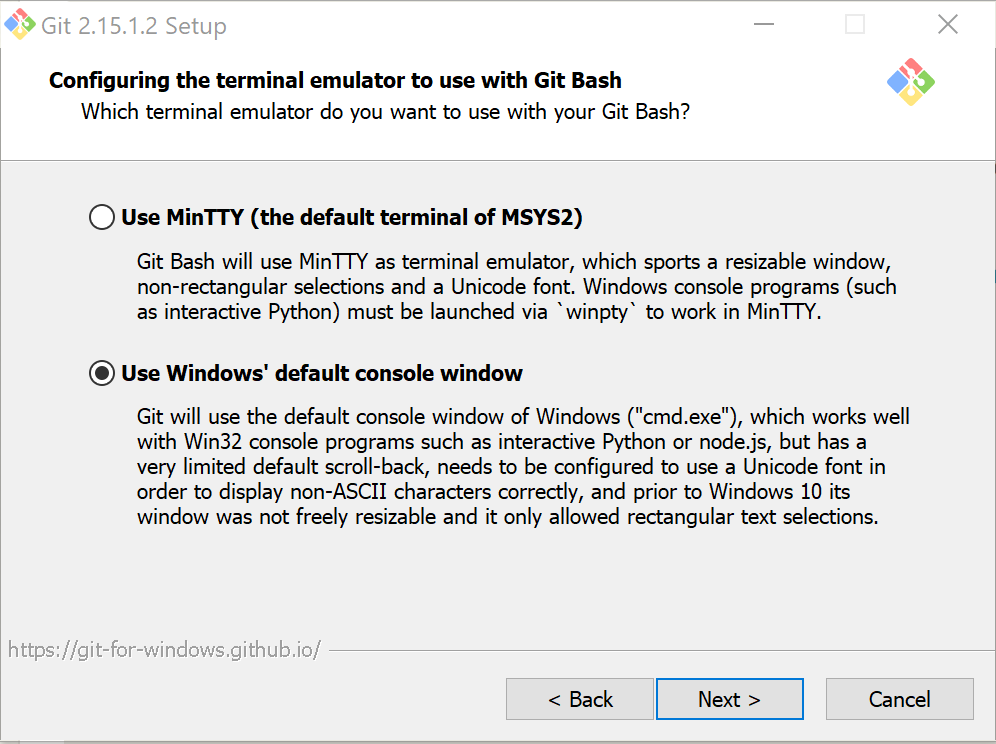 Git 2.15.1.2 Setup
Configuring the terminal emulator to use with Git Bash
Which terminal emulator do you want to use with your Git Bash?
Use MinTTY (the default terminal of MSYS2)
Git Bash will use MinTTY as terminal emulator, which sports a resizable window,
non-rectangular selections and a Unicode font. Windows console programs (such
as interactive Python) must be launched via `winpty` to work in MinTTY.
Use Windows' default console window
Git will use the default console window of Windows ("cmd.exe"), which works well
with Win32 console programs such as interactive Python or node.js, but has a
very limited default scroll-back, needs to be configured to use a Unicode font in
order to display non-ASCII characters correctly, and prior to Windows 10 its
window was not freely resizable and it only allowed rectangular text selections.
https://git-for-windows.github.io/
< Back
Next >
Cancel